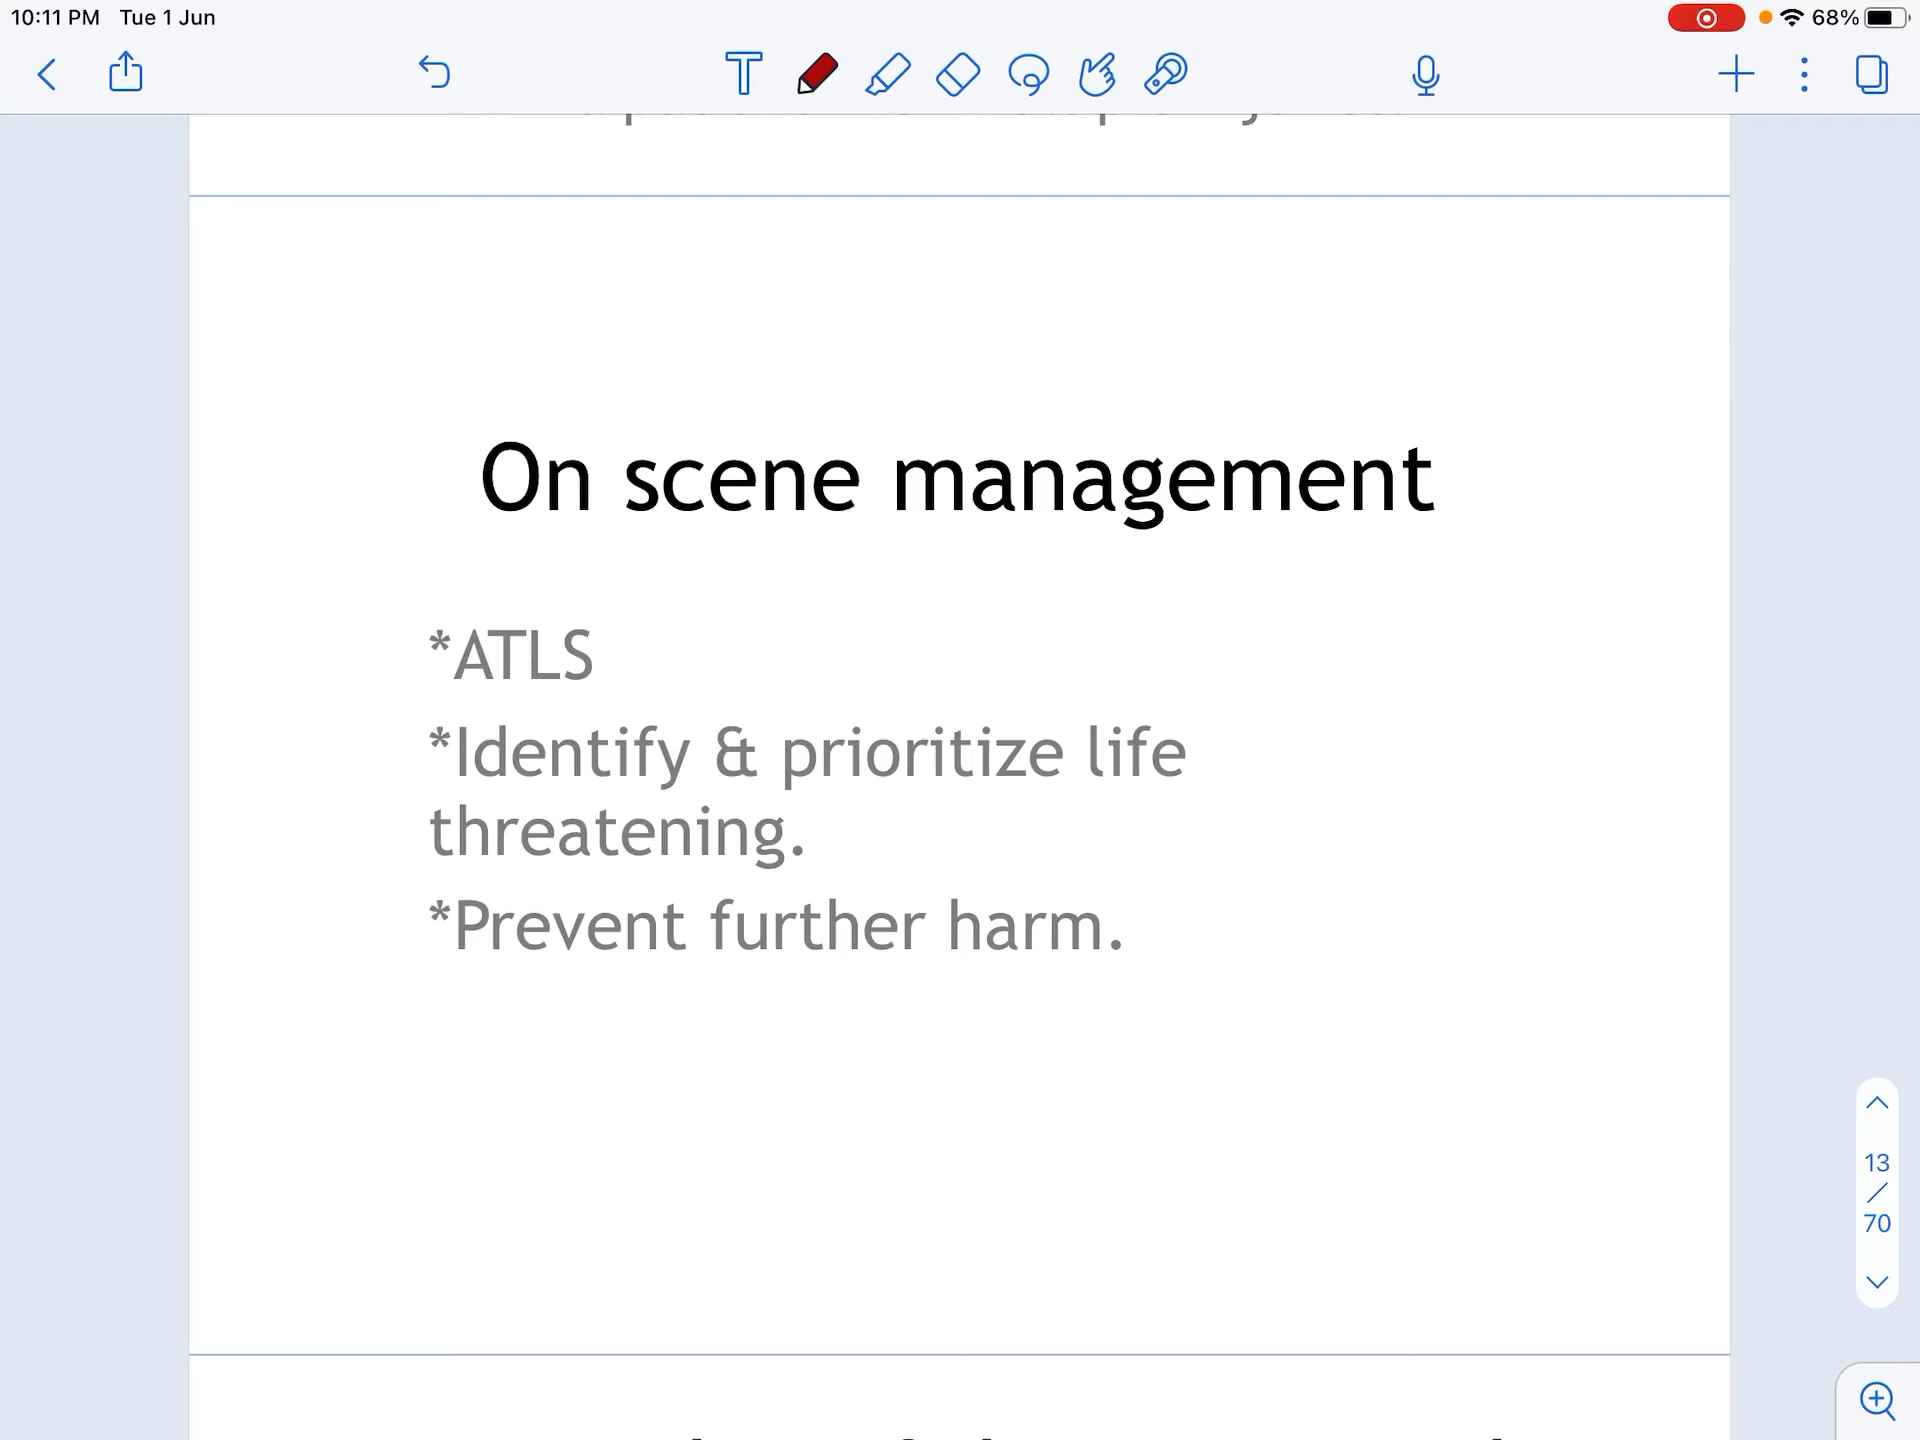 10:11 PM Tue 1 Jun
68%
On scene management
*ATLS
*Identify & prioritize life
threatening.
*Prevent further harm.
13
/
70